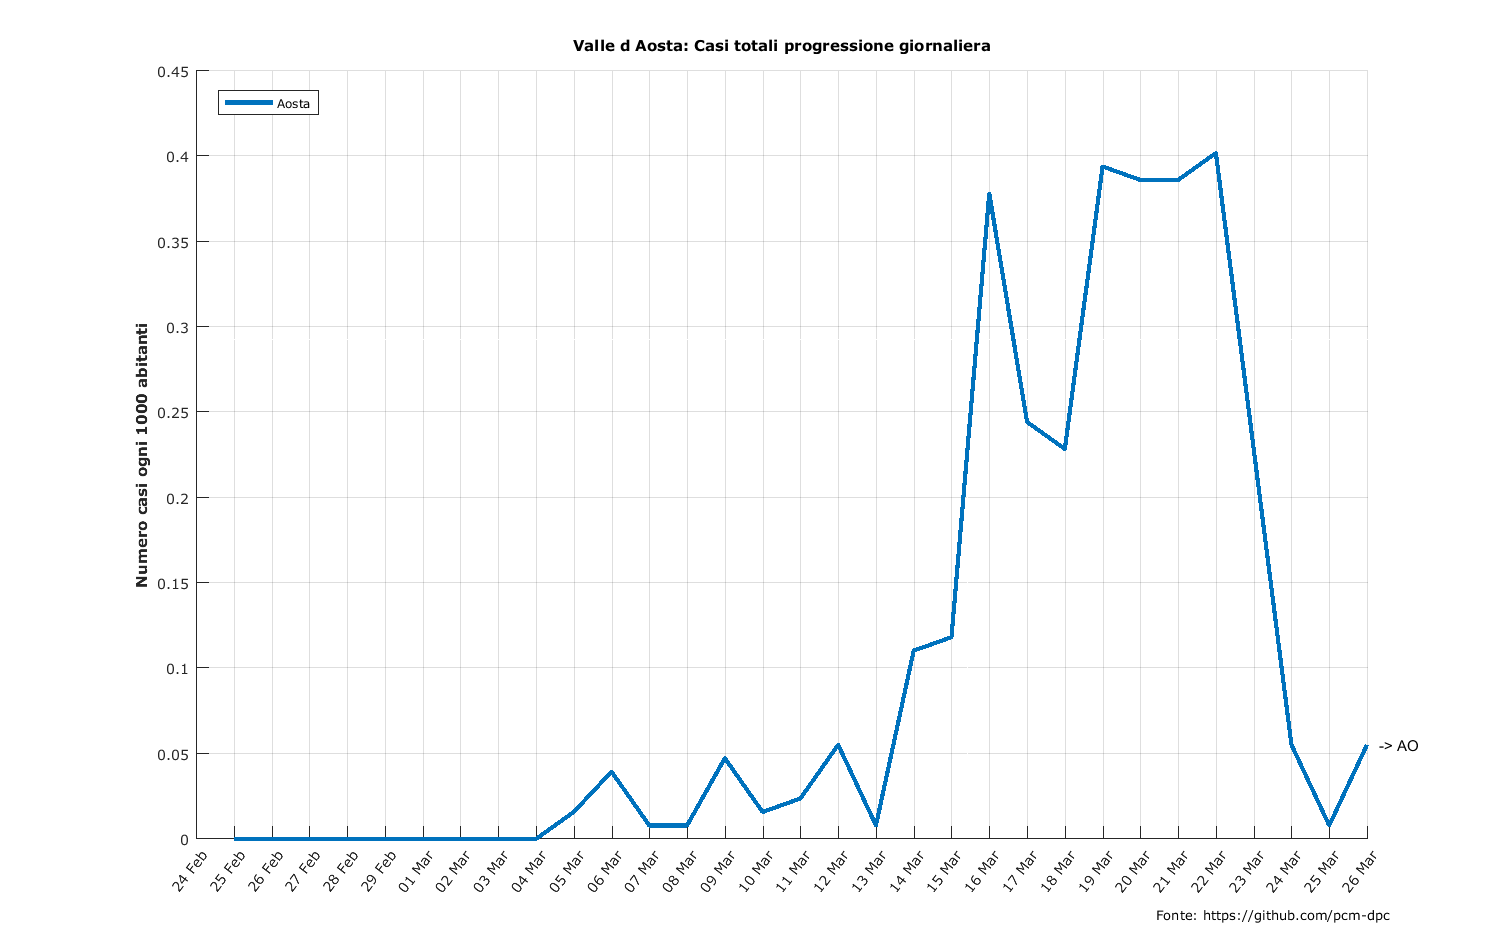 Valle d Aosta: Casi totali progressione giornaliera
Aosta
Numero casi ogni 1000 abitanti
0.45
0.4
0.35
0.3
0.25
0.2
0.15
0.1
0.05
0
-> AO
24 Feb
25 Feb
26 Feb
27 Feb
28 Feb
29 Feb
01 Mar
02 Mar
03 Mar
04 Mar
05 Mar
06 Mar
07 Mar
08 Mar
09 Mar
10 Mar
11 Mar
12 Mar
13 Mar
14 Mar
15 Mar
16 Mar
17 Mar
18 Mar
19 Mar
20 Mar
21 Mar
22 Mar
23 Mar
24 Mar
25 Mar
26 Mar
Fonte: https://github.com/pcm-dpc